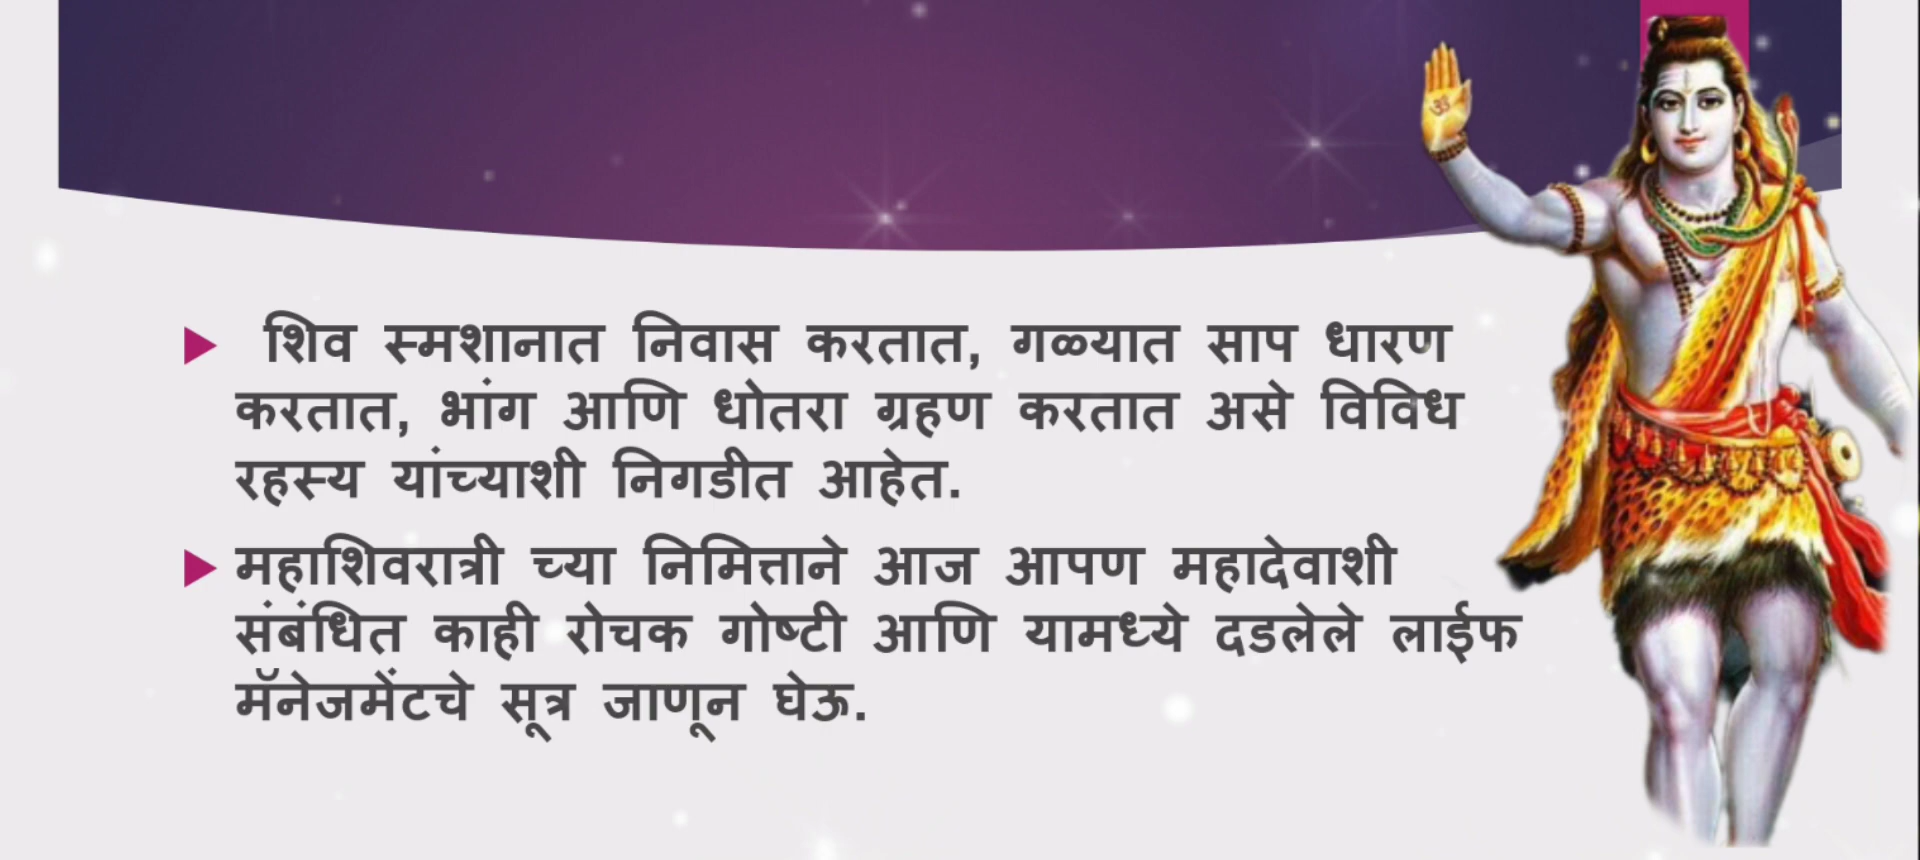 शिव स्मशानात निवास करतात, गळ्यात साप धारण
करतात, भांग आणि धोतरा ग्रहण करतात असे विविध
रहस्य यांच्याशी निगडीत आहेत.
महाशिवरात्री च्या निमित्ताने आज आपण महादेवाशी
संबंधित काही रोचक गोष्टी आणि यामध्ये दडलेले लाईफ
मॅनेजमेंटचे सूत्र जाणून घेऊ.
ॐ